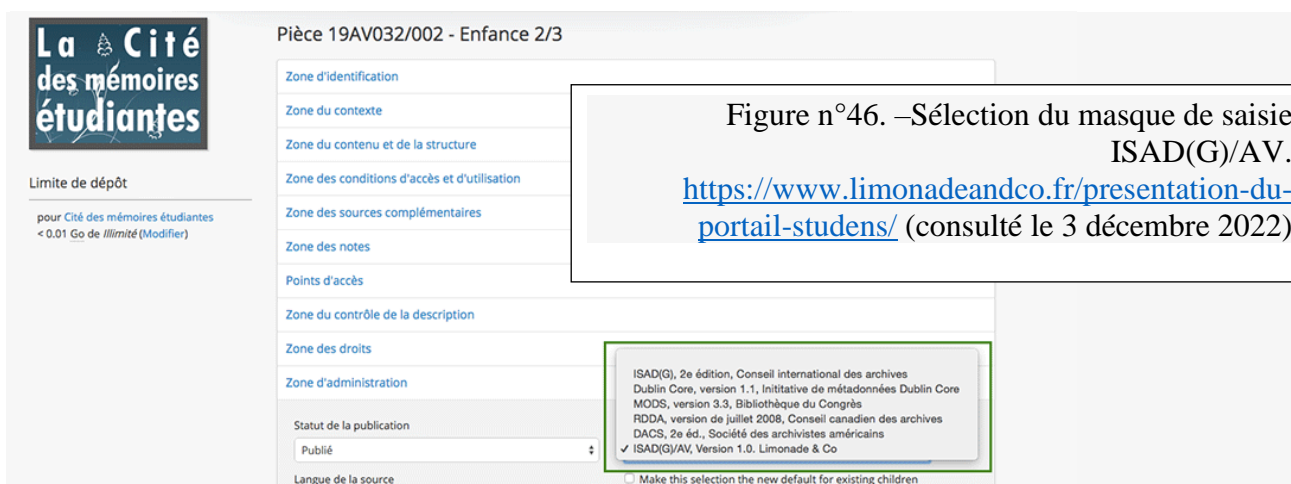 La Cité
des mémoires
étudiantes
Limite de dépôt
pour Cité des mémoires étudiantes
< 0.01 Go de Illimité (Modifier)
Pièce 19AV032/002 - Enfance 2/3
Zone d'identification
Zone du contexte
Zone du contenu et de la structure
Zone des conditions d'accès et d'utilisation
Zone des sources complémentaires
Zone des notes
Points d'accès
Zone du contrôle de la description
Zone des droits
Zone d'administration
Statut de la publication
Publié
Langue de la source
ISAD(G), 2e édition, Conseil international des archives
Dublin Core, version 1.1, Inititative de métadonnées Dublin Core
MODS, version 3.3, Bibliothèque du Congrès
RDDA, version de juillet 2008, Conseil canadien des archives
DACS, 2e éd., Société des archivistes américains
✓ ISAD(G)/AV, Version 1.0. Limonade & Co
Make this selection the new default for existing children
Figure n°46. –Sélection du masque de saisie
ISAD(G)/AV.
https://www.limonadeandco.fr/presentation-du-
portail-studens/ (consulté le 3 décembre 2022)